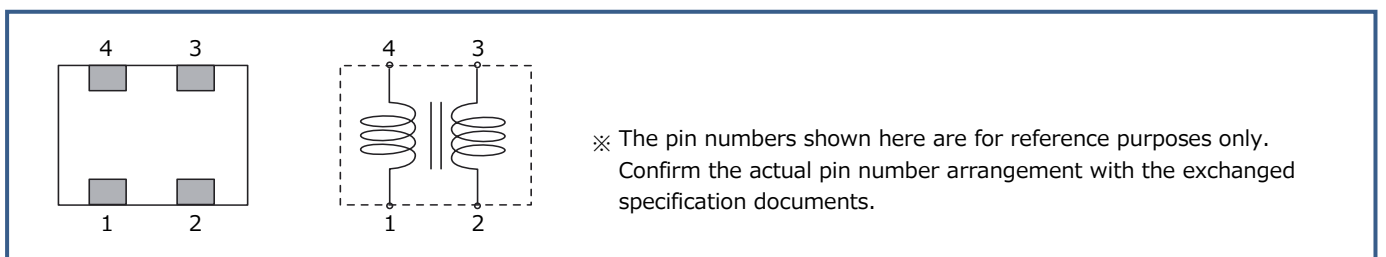 4 3
4 3
1 2
1 2
※ The pin numbers shown here are for reference purposes only.
Confirm the actual pin number arrangement with the exchanged
specification documents.